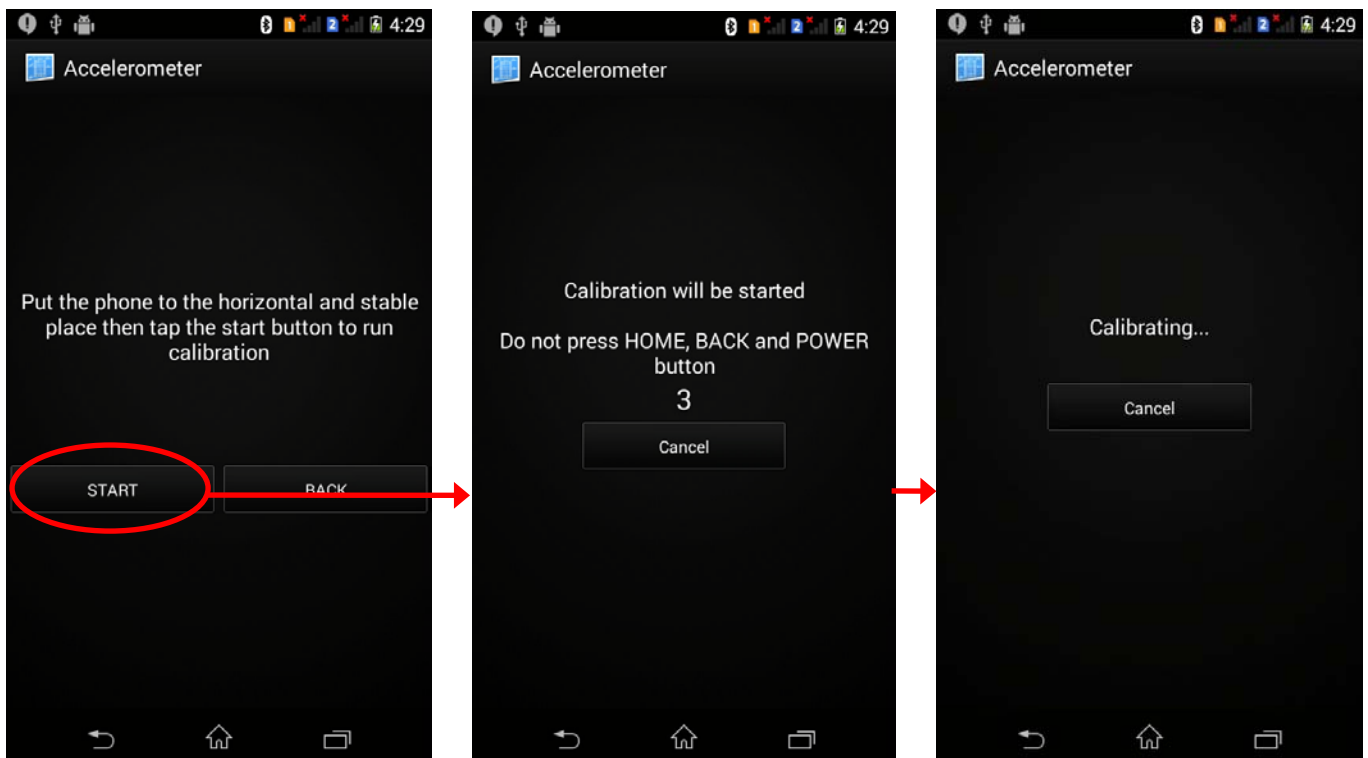 4:29
Accelerometer
Put the phone to the horizontal and stable
place then tap the start button to run
calibration
START
BACK
4:29
Accelerometer
Calibration will be started
Do not press HOME, BACK and POWER
button
3
Cancel
4:29
Accelerometer
Calibrating...
Cancel